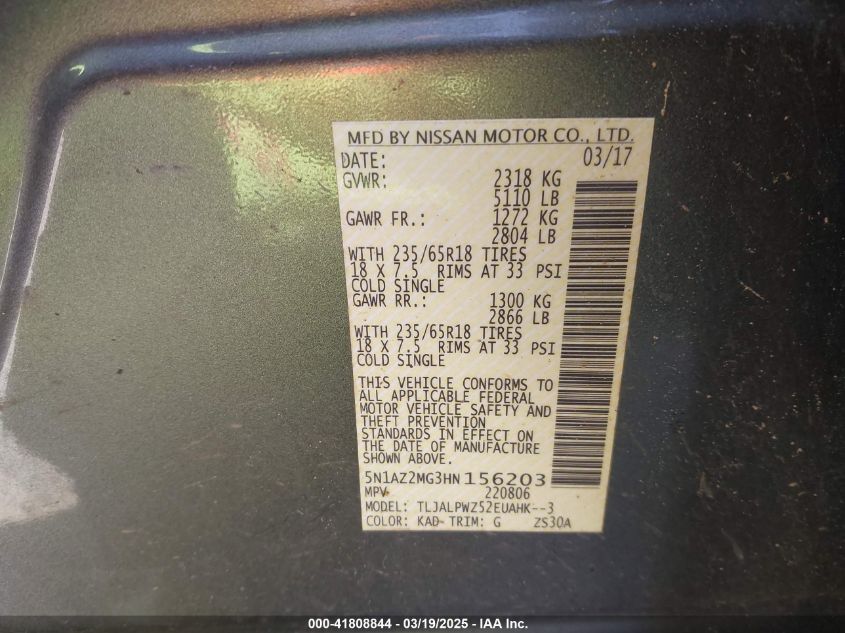 MFD BY NISSAN MOTOR CO., LTD.
DATE: 03/17
GVWR: 2318 KG
5110 LB
GAWR FR.: 1272 KG
2804 LB
WITH 235/65R18 TIRES
18 X 7.5 RIMS AT 33 PSI
COLD SINGLE
GAWR RR.: 1300 KG
2866 LB
WITH 235/65R18 TIRES
18 X 7.5 RIMS AT 33 PSI
COLD SINGLE
THIS VEHICLE CONFORMS TO
ALL APPLICABLE FEDERAL
MOTOR VEHICLE SAFETY AND
THEFT PREVENTION
STANDARDS IN EFFECT ON
THE DATE OF MANUFACTURE
SHOWN ABOVE.
5N1AZ2MG3HN156203
MPV 220806
MODEL: TLJALPWZ52EUAHK--3
COLOR: KAD TRIM: G ZS30A
000-41808844 - 03/19/2025 - IAA Inc.